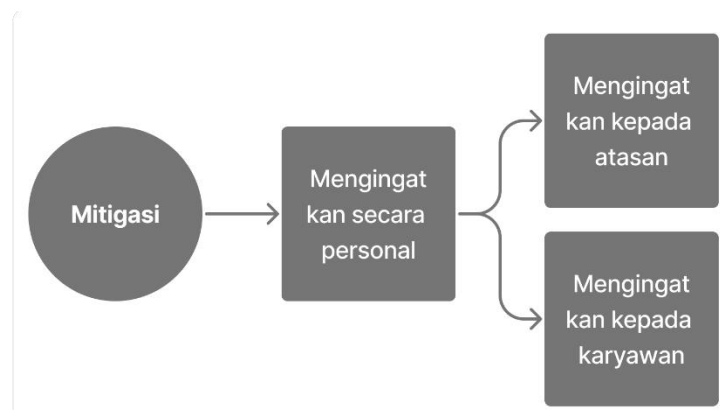 Mitigasi
Mengingat
kan secara
personal
Mengingat
kan kepada
atasan
Mengingat
kan kepada
karyawan